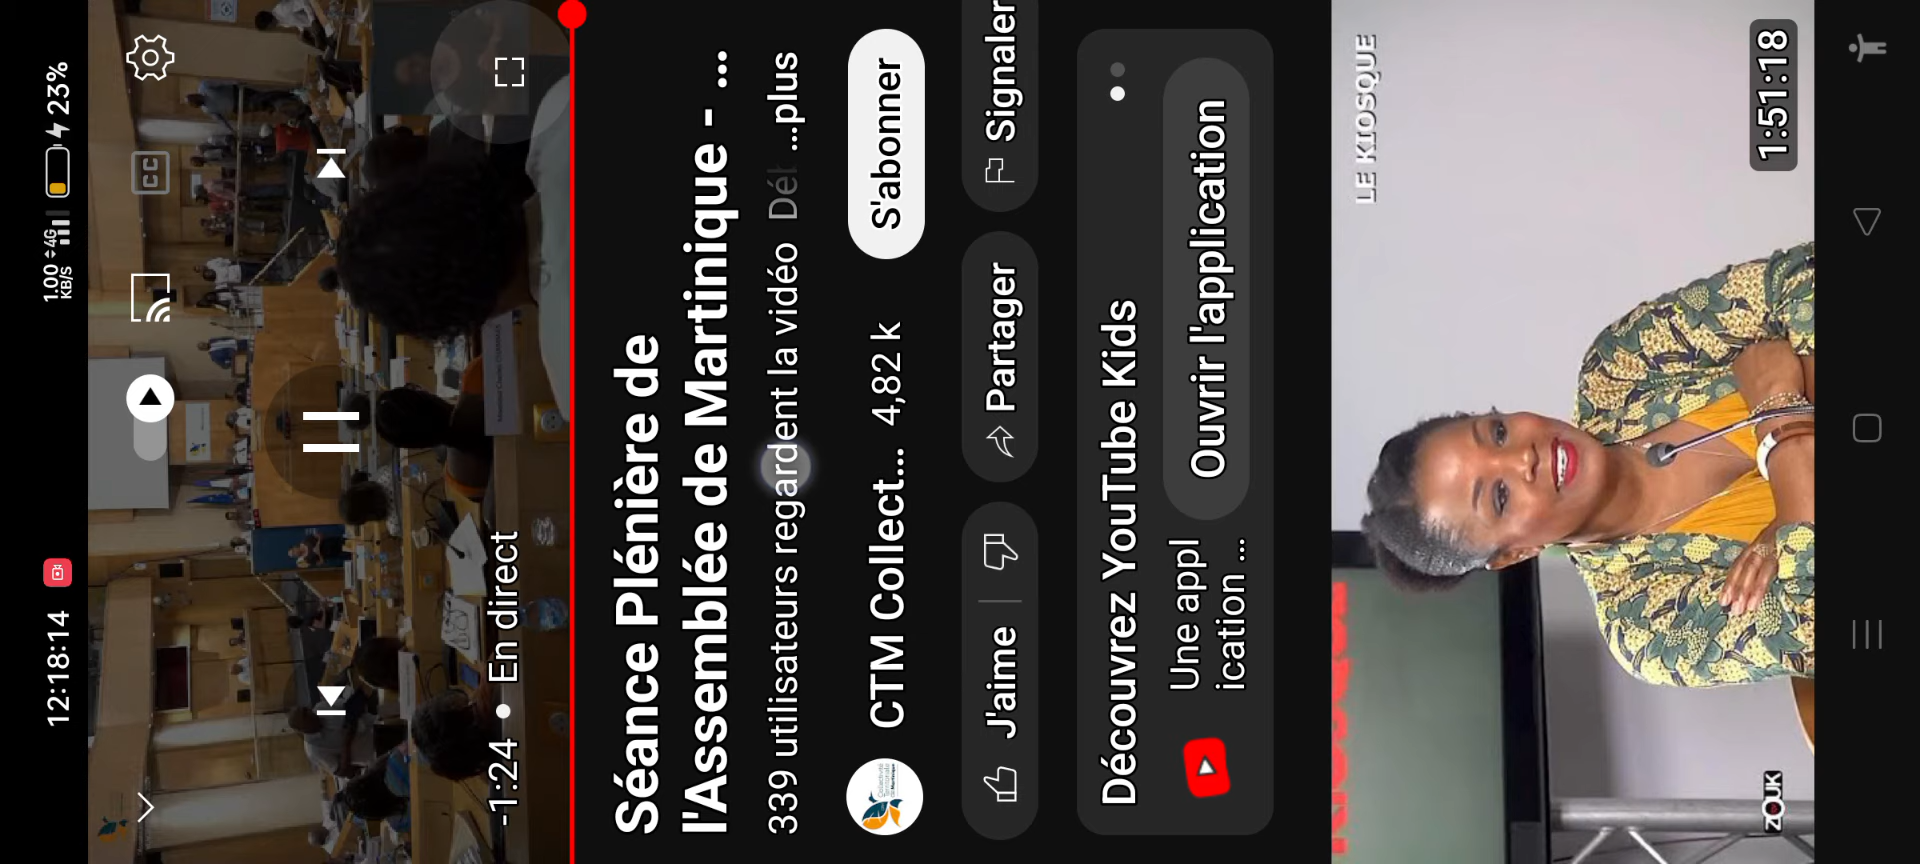 12:18:14
1.00 KB/s 4G 23%
CC
-1:24 • En direct
Séance Plénière de
l'Assemblée de Martinique - ...
339 utilisateurs regardent la vidéo Dél ...plus
CTM Collect... 4,82 k
S'abonner
J'aime
Partager
Signaler
Découvrez YouTube Kids
Une appl
ication ...
Ouvrir l'application
LE KIOSQUE
ZOUK
1:51:18